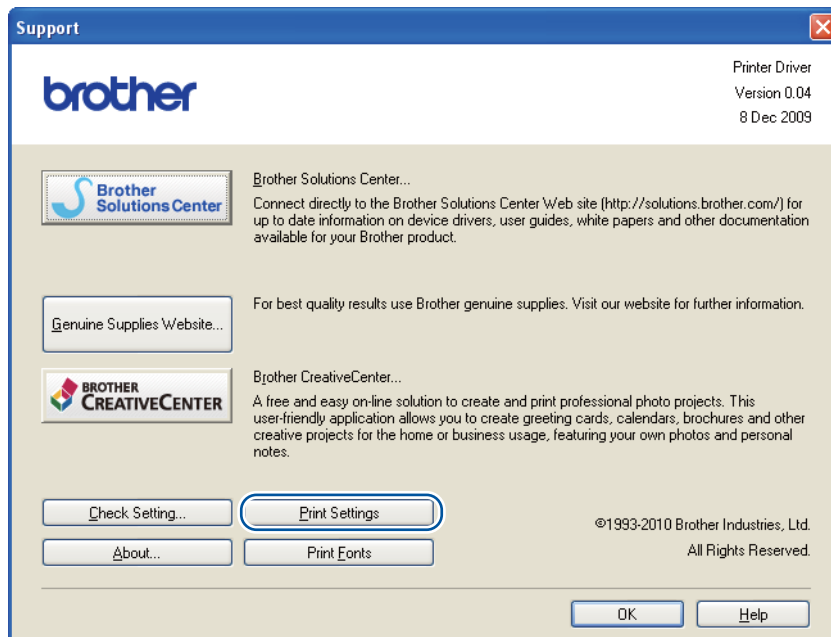 Support
brother
Printer Driver
Version 0.04
8 Dec 2009
Brother
Solutions Center
Brother Solutions Center...
Connect directly to the Brother Solutions Center Web site (http://solutions.brother.com/) for
up to date information on device drivers, user guides, white papers and other documentation
available for your Brother product.
Genuine Supplies Website...
For best quality results use Brother genuine supplies. Visit our website for further information.
BROTHER
CREATIVECENTER
Brother CreativeCenter...
A free and easy on-line solution to create and print professional photo projects. This
user-friendly application allows you to create greeting cards, calendars, brochures and other
creative projects for the home or business usage, featuring your own photos and personal
notes.
Check Setting...
Print Settings
About...
Print Fonts
©1993-2010 Brother Industries, Ltd.
All Rights Reserved.
OK
Help